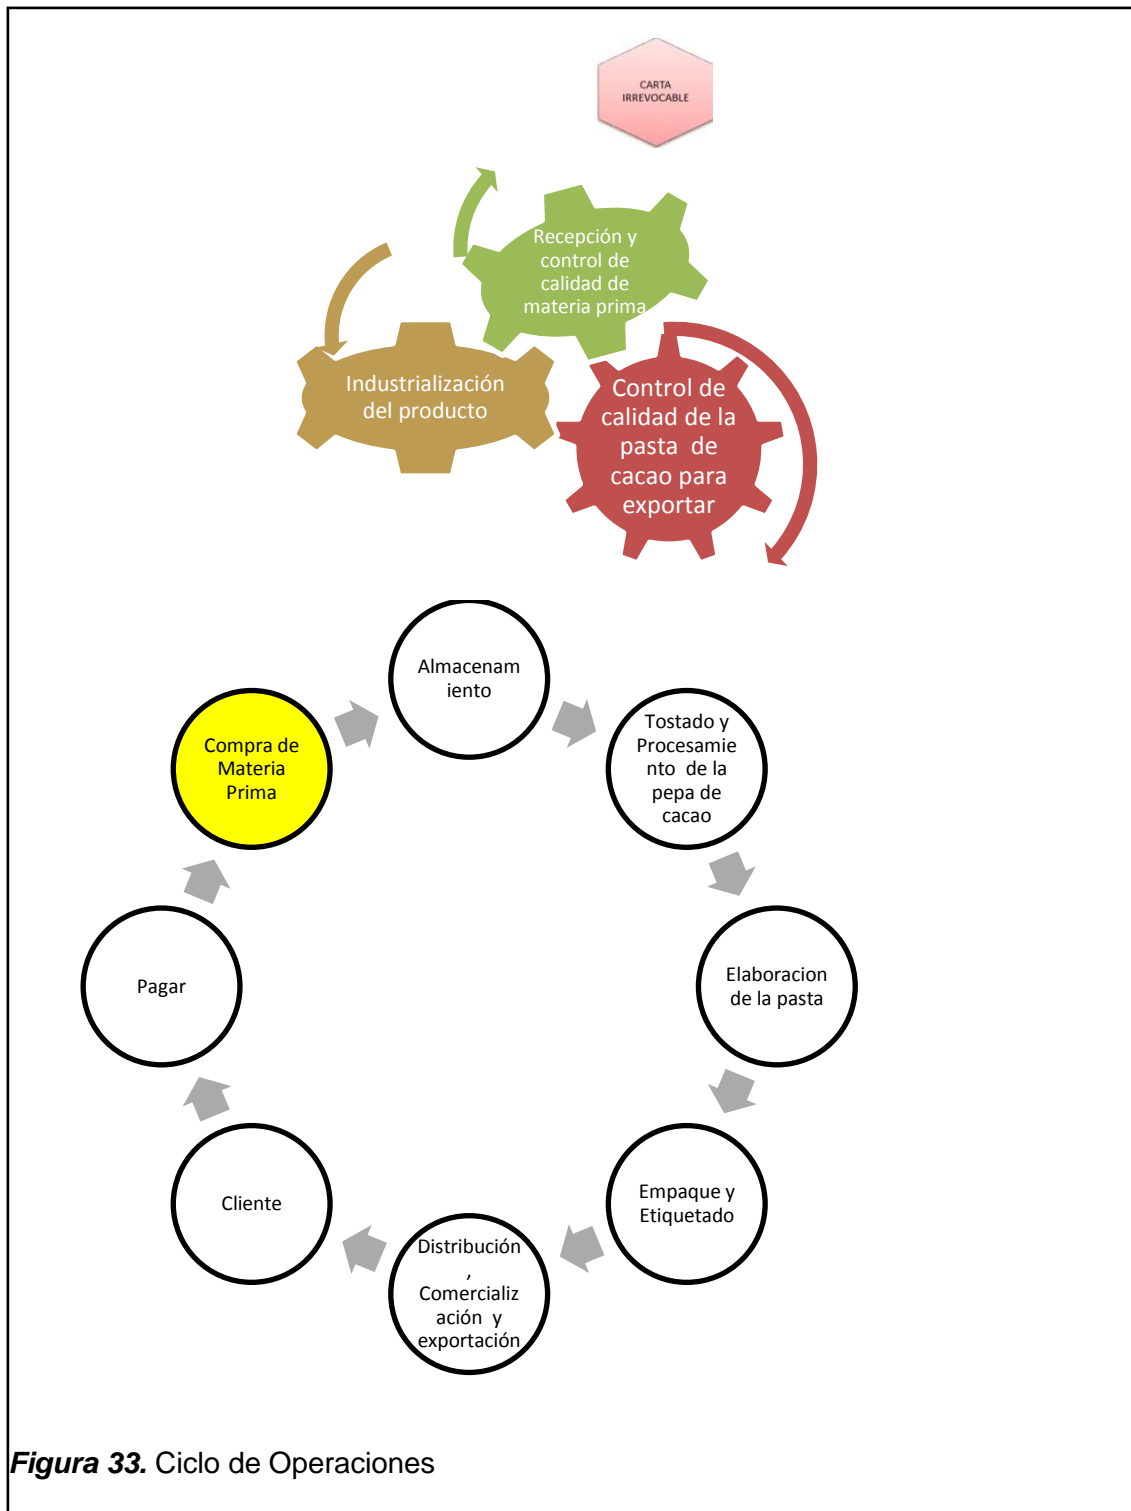 CARTA
IRREVOCABLE
Recepción y
control de
calidad de
materia prima
Industrialización
del producto
Control de
calidad de la
pasta de
cacao para
exportar
Almacenam
iento
Tostado y
Procesamie
nto de la
pepa de
cacao
Elaboracion
de la pasta
Empaque y
Etiquetado
Distribución
,
Comercializ
ación y
exportación
Cliente
Pagar
Compra de
Materia
Prima
Figura 33. Ciclo de Operaciones